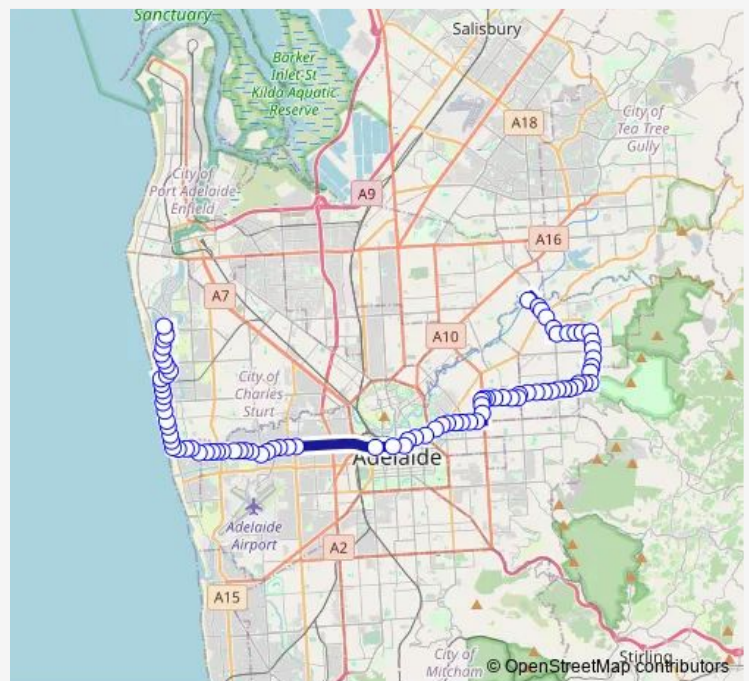 Sanctuary
Salisbury
Barker
Inlet-St
Kilda Aquatic
Reserve
A18
City of
Tea Tree
Gully
City of
Port Adelaide
Enfield
A9
A16
A7
A10
City of
Charles
Sturt
Adelaide
Adelaide
Airport
A2
A15
City of
Mitcham
Stirling
© OpenStreetMap contributors